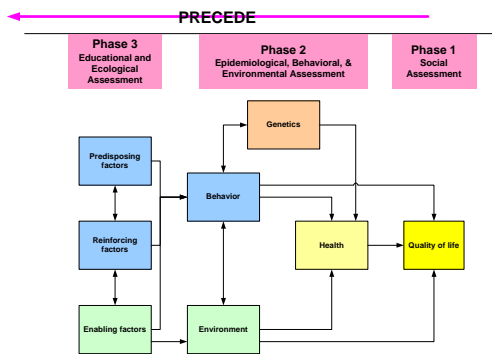 PRECEDE
Phase 3
Educational and
Ecological
Assessment
Phase 2
Epidemiological, Behavioral, &
Environmental Assessment
Phase 1
Social
Assessment
Genetics
Predisposing
factors
Behavior
Reinforcing
factors
Health
Quality of life
Enabling factors
Environment